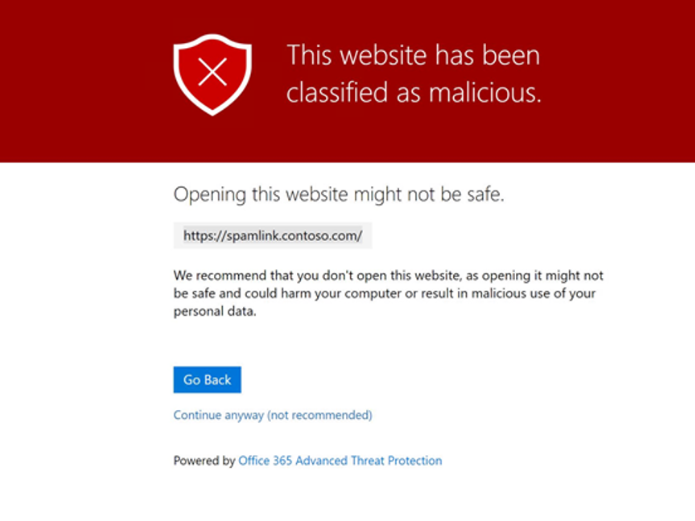 This website has been
classified as malicious.
Opening this website might not be safe.
https://spamlink.contoso.com/
We recommend that you don't open this website, as opening it might not
be safe and could harm your computer or result in malicious use of your
personal data.
Go Back
Continue anyway (not recommended)
Powered by Office 365 Advanced Threat Protection